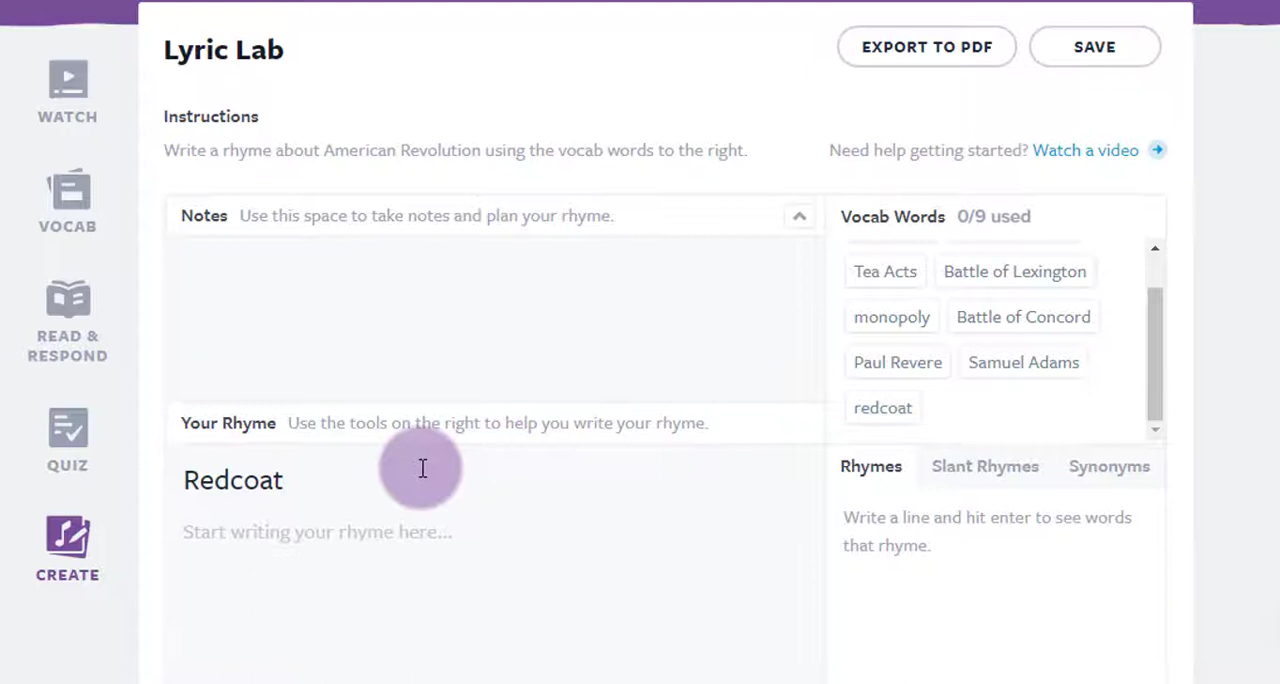 Lyric Lab
EXPORT TO PDF
SAVE
WATCH
VOCAB
READ &
RESPOND
QUIZ
CREATE
Instructions
Write a rhyme about American Revolution using the vocab words to the right.
Need help getting started? Watch a video
Notes Use this space to take notes and plan your rhyme.
Vocab Words 0/9 used
Tea Acts Battle of Lexington
monopoly Battle of Concord
Paul Revere Samuel Adams
redcoat
Your Rhyme Use the tools on the right to help you write your rhyme.
Redcoat
Start writing your rhyme here...
Rhymes Slant Rhymes Synonyms
Write a line and hit enter to see words
that rhyme.